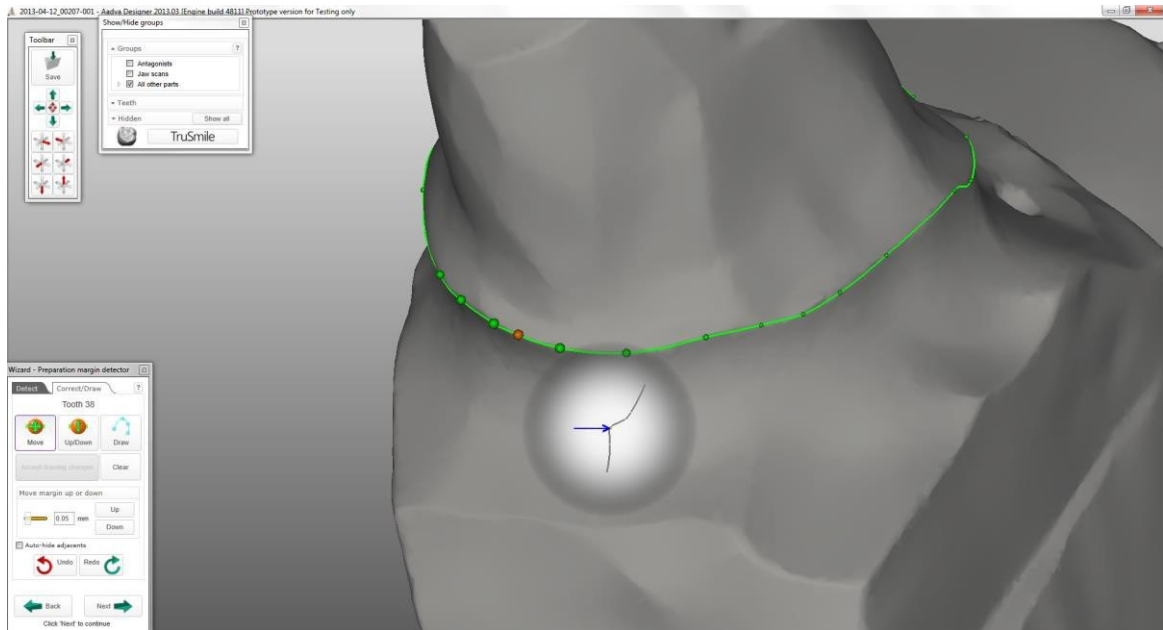 2013-04-12_00207-001 - Aadva Designer 2013.03 [Engine build 4811] Prototype version for Testing only
Show/Hide groups
Toolbar
Save
Groups
?
Antagonists
Jaw scans
All other parts
Teeth
Hidden
Show all
TruSmile
Wizard - Preparation margin detector
Detect
Correct/Draw
?
Tooth 38
Move
Up/Down
Draw
Accept drawing changes
Clear
Move margin up or down
0.05 mm
Up
Down
Auto-hide adjacents
Undo
Redo
Back
Next
Click 'Next' to continue